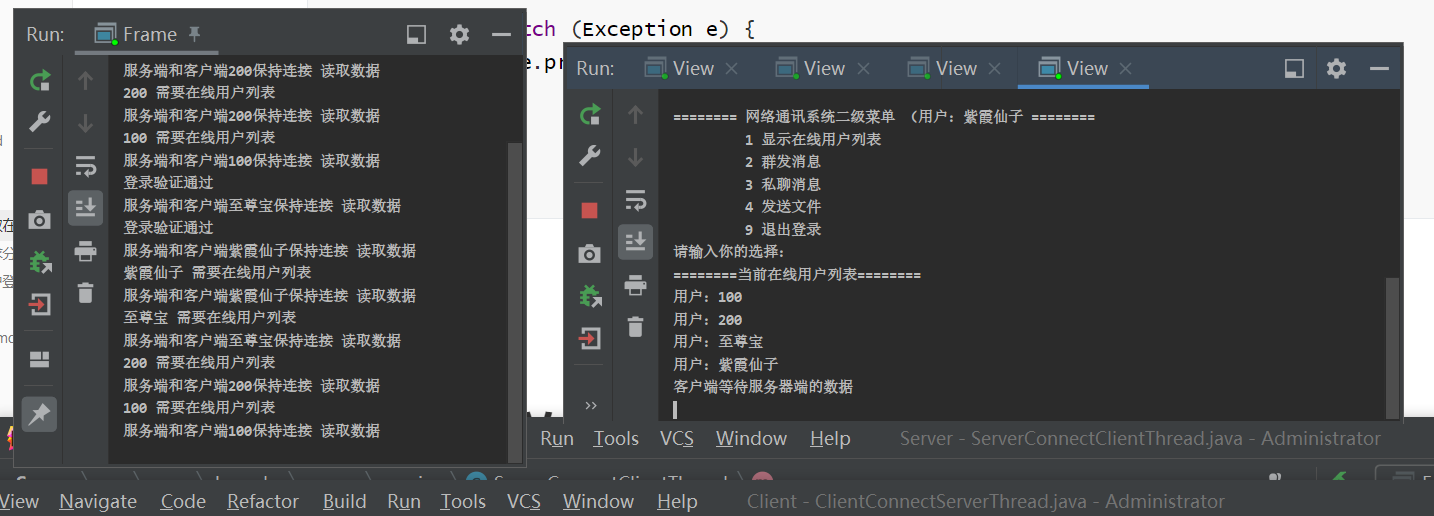 tch (Exception e) {
e.pr
Run: Frame
服务端和客户端200保持连接 读取数据
200 需要在线用户列表
服务端和客户端200保持连接 读取数据
100 需要在线用户列表
服务端和客户端100保持连接 读取数据
登录验证通过
服务端和客户端至尊宝保持连接 读取数据
登录验证通过
服务端和客户端紫霞仙子保持连接 读取数据
紫霞仙子 需要在线用户列表
服务端和客户端紫霞仙子保持连接 读取数据
至尊宝 需要在线用户列表
服务端和客户端至尊宝保持连接 读取数据
200 需要在线用户列表
服务端和客户端200保持连接 读取数据
100 需要在线用户列表
服务端和客户端100保持连接 读取数据
Run: View View View View
======== 网络通讯系统二级菜单 （用户：紫霞仙子 ========
1 显示在线用户列表
2 群发消息
3 私聊消息
4 发送文件
9 退出登录
请输入你的选择：
========当前在线用户列表========
用户：100
用户：200
用户：至尊宝
用户：紫霞仙子
客户端等待服务器端的数据
Run Tools VCS Window Help Server - ServerConnectClientThread.java - Administrator
View Navigate Code Refactor Build Run Tools VCS Window Help Client - ClientConnectServerThread.java - Administrator